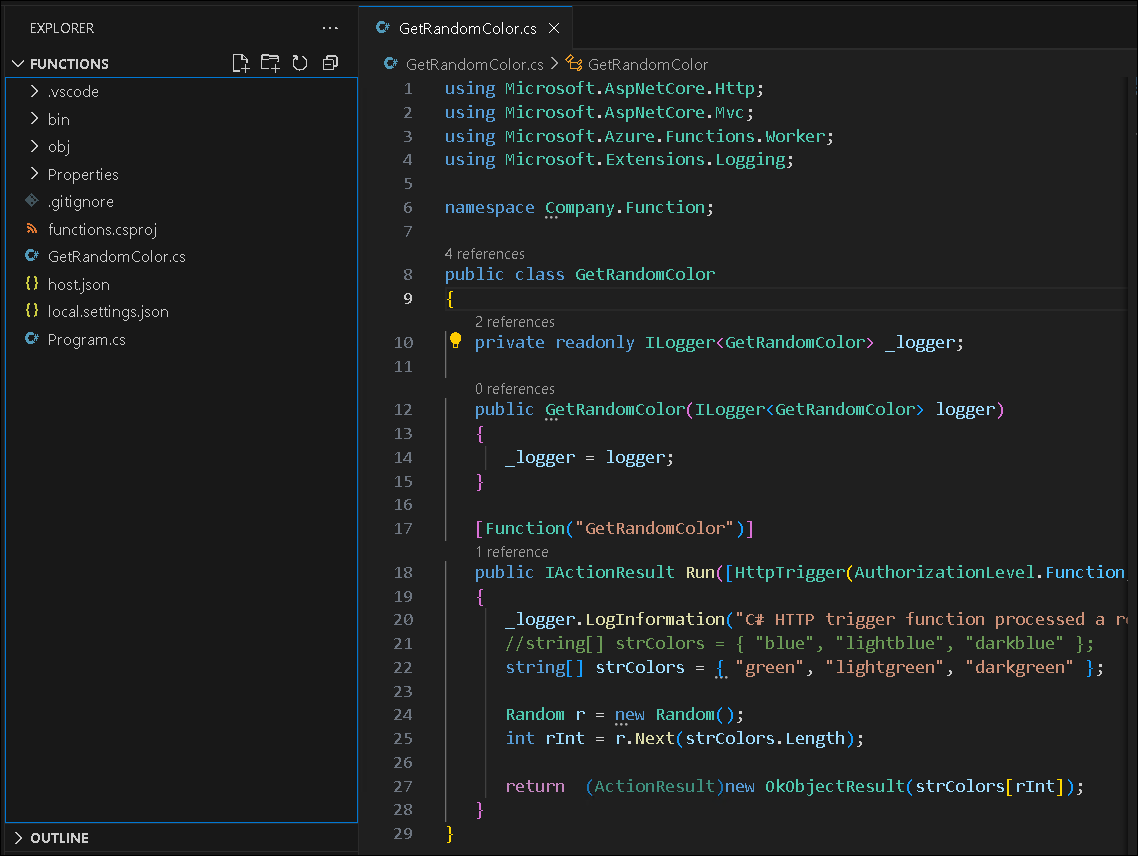 EXPLORER
FUNCTIONS
.vscode
bin
obj
Properties
.gitignore
functions.csproj
GetRandomColor.cs
host.json
local.settings.json
Program.cs
OUTLINE
GetRandomColor.cs
GetRandomColor.cs > GetRandomColor
1 using Microsoft.AspNetCore.Http;
2 using Microsoft.AspNetCore.Mvc;
3 using Microsoft.Azure.Functions.Worker;
4 using Microsoft.Extensions.Logging;
5
6 namespace Company.Function;
7
4 references
8 public class GetRandomColor
9 {
2 references
10 private readonly ILogger<GetRandomColor> _logger;
11
0 references
12 public GetRandomColor(ILogger<GetRandomColor> logger)
13 {
14 _logger = logger;
15 }
16
17 [Function("GetRandomColor")]
1 reference
18 public IActionResult Run([HttpTrigger(AuthorizationLevel.Function,
19 {
20 _logger.LogInformation("C# HTTP trigger function processed a re
21 //string[] strColors = { "blue", "lightblue", "darkblue" };
22 string[] strColors = { "green", "lightgreen", "darkgreen" };
23
24 Random r = new Random();
25 int rInt = r.Next(strColors.Length);
26
27 return (ActionResult)new OkObjectResult(strColors[rInt]);
28 }
29 }